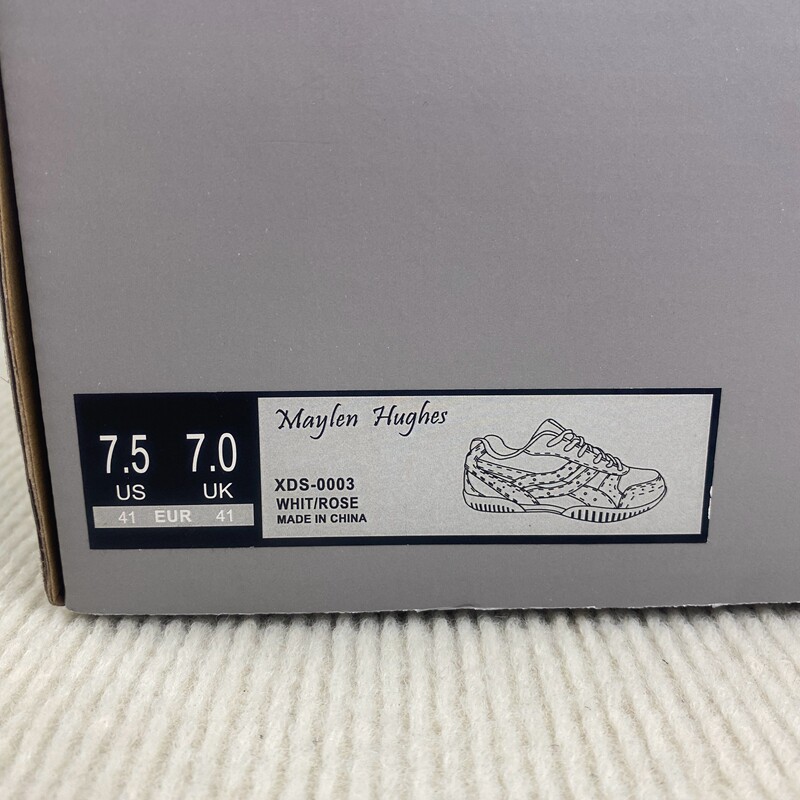 7.5 7.0
US UK
41 EUR 41
Maylen Hughes
XDS-0003
WHIT/ROSE
MADE IN CHINA